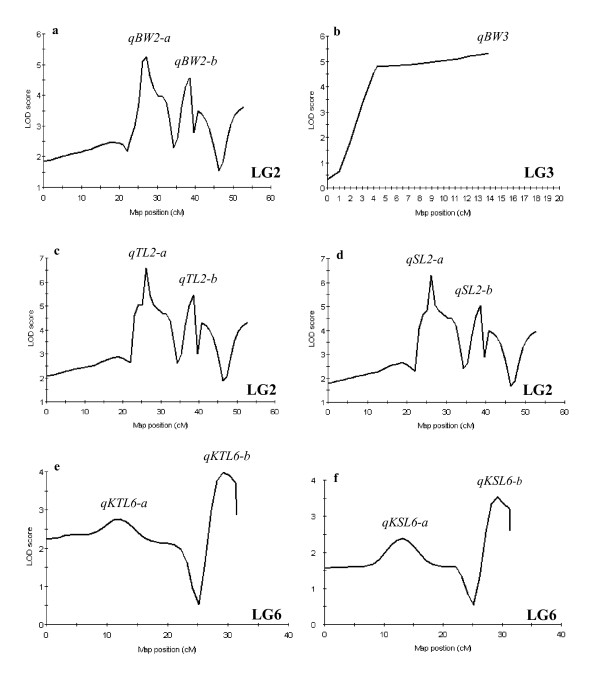 a
qBW2-a
qBW2-b
6
5
4
3
2
1
LOD score
0 10 20 30 40 50 60
Map position (cM)
LG2
b
qBW3
6
5
4
3
2
1
0
LOD score
0 1 2 3 4 5 6 7 8 9 10 11 12 13 14 15 16 17 18 19 20
Map position (cM)
LG3
c
qTL2-a
qTL2-b
7
6
5
4
3
2
1
LOD score
0 10 20 30 40 50 60
Map position (cM)
LG2
d
qSL2-a
qSL2-b
7
6
5
4
3
2
1
LOD score
0 10 20 30 40 50 60
Map position (cM)
LG2
e
qKTL6-a
qKTL6-b
4
3
2
1
0
LOD score
0 10 20 30 40
Map position (cM)
LG6
f
qKSL6-a
qKSL6-b
4
3
2
1
0
LOD score
0 10 20 30 40
Map position (cM)
LG6